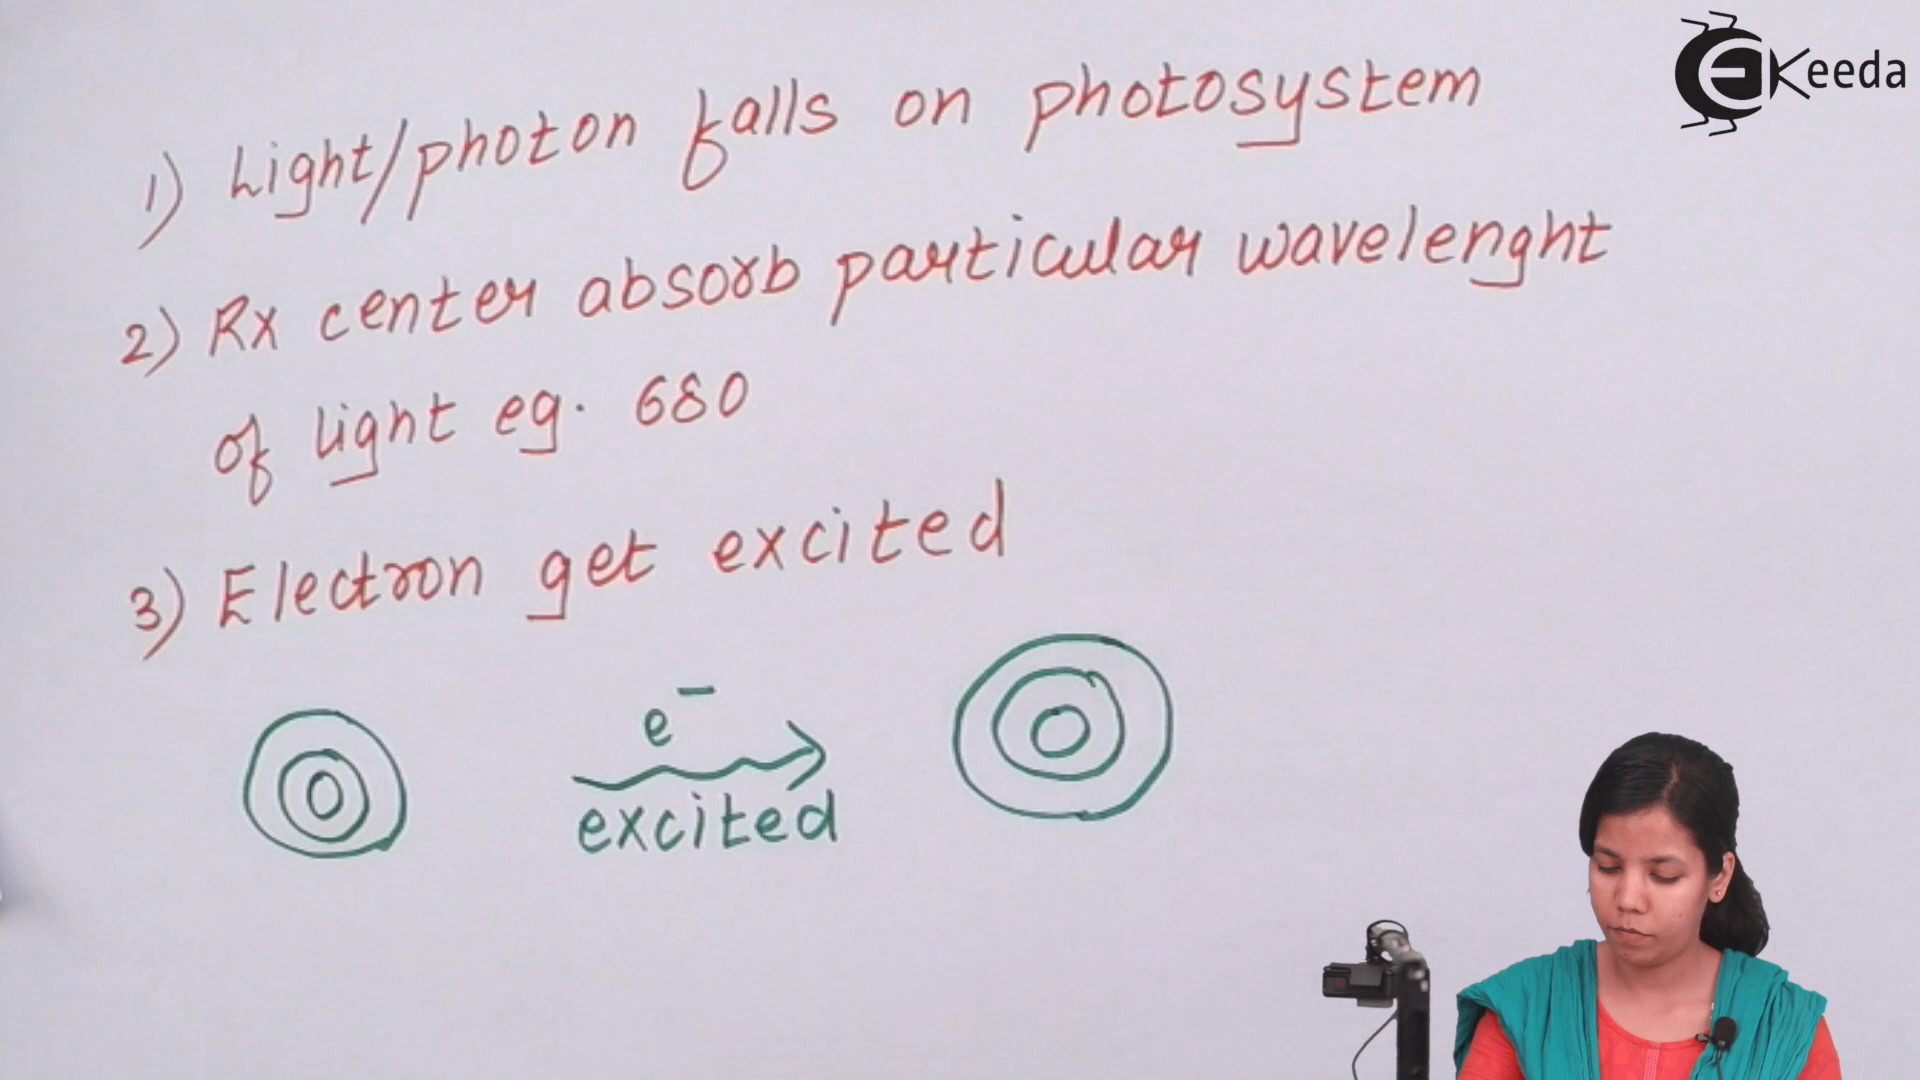 EKeeda
1) Light/photon falls on photosystem
2) Rx center absorb particular wavelenght
of light eg. 680
3) Electron get excited
e⁻
excited